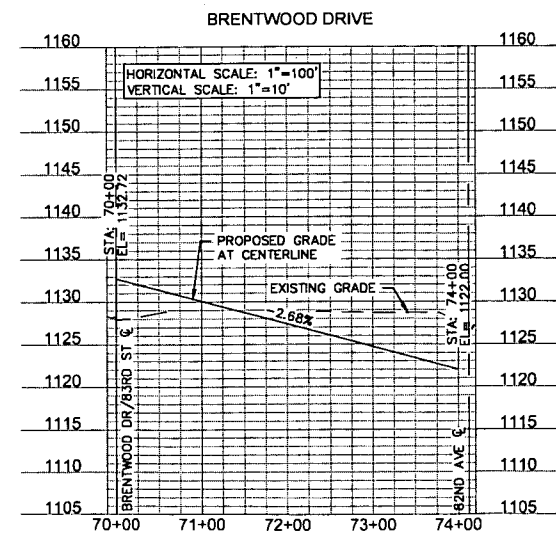 BRENTWOOD DRIVE
1160 1160
HORIZONTAL SCALE: 1"=100'
VERTICAL SCALE: 1"=10'
1155 1155
1150 1150
1145 1145
STA: 70+00
EL= 1132.72
1140 1140
PROPOSED GRADE
AT CENTERLINE
1135 1135
EXISTING GRADE
STA: 74+00
EL= 1122.00
1130 1130
-2.68%
1125 1125
1120 1120
BRENTWOOD DR/83RD ST ℄
82ND AVE ℄
1115 1115
1110 1110
1105 1105
70+00 71+00 72+00 73+00 74+00